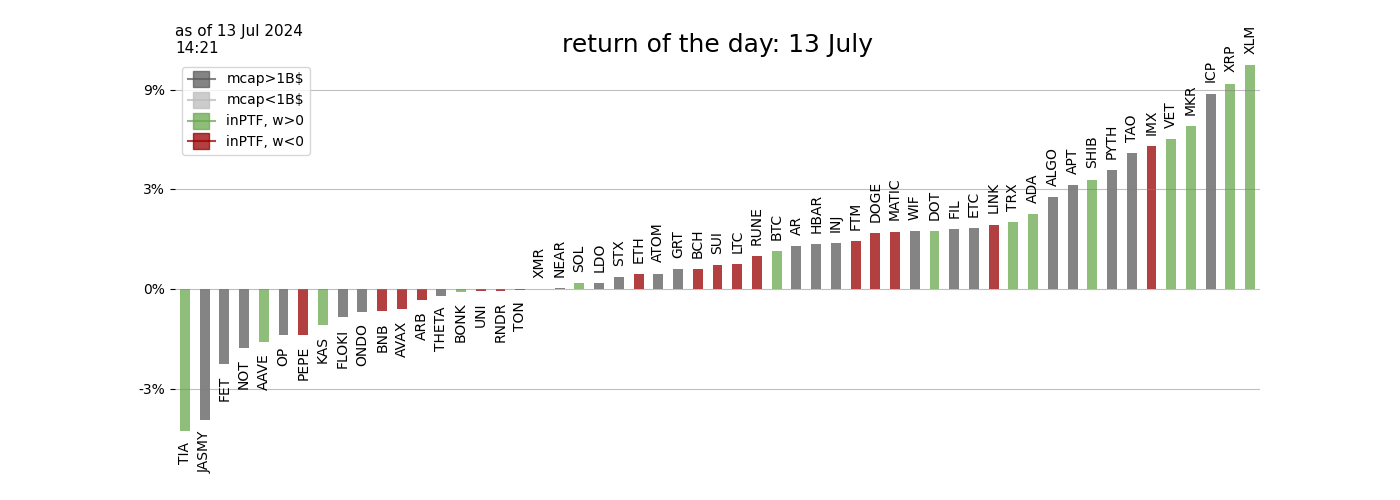 as of 13 Jul 2024
14:21
return of the day: 13 July
mcap>1B$
mcap<1B$
inPTF, w>0
inPTF, w<0
9%
3%
0%
-3%
TIA
JASMY
FET
NOT
AAVE
OP
PEPE
KAS
FLOKI
ONDO
BNB
AVAX
ARB
THETA
BONK
UNI
RNDR
TON
XMR
NEAR
SOL
LDO
STX
ETH
ATOM
GRT
BCH
SUI
LTC
RUNE
BTC
AR
HBAR
INJ
FTM
DOGE
MATIC
WIF
DOT
FIL
ETC
LINK
TRX
ADA
ALGO
APT
SHIB
PYTH
TAO
IMX
VET
MKR
ICP
XRP
XLM